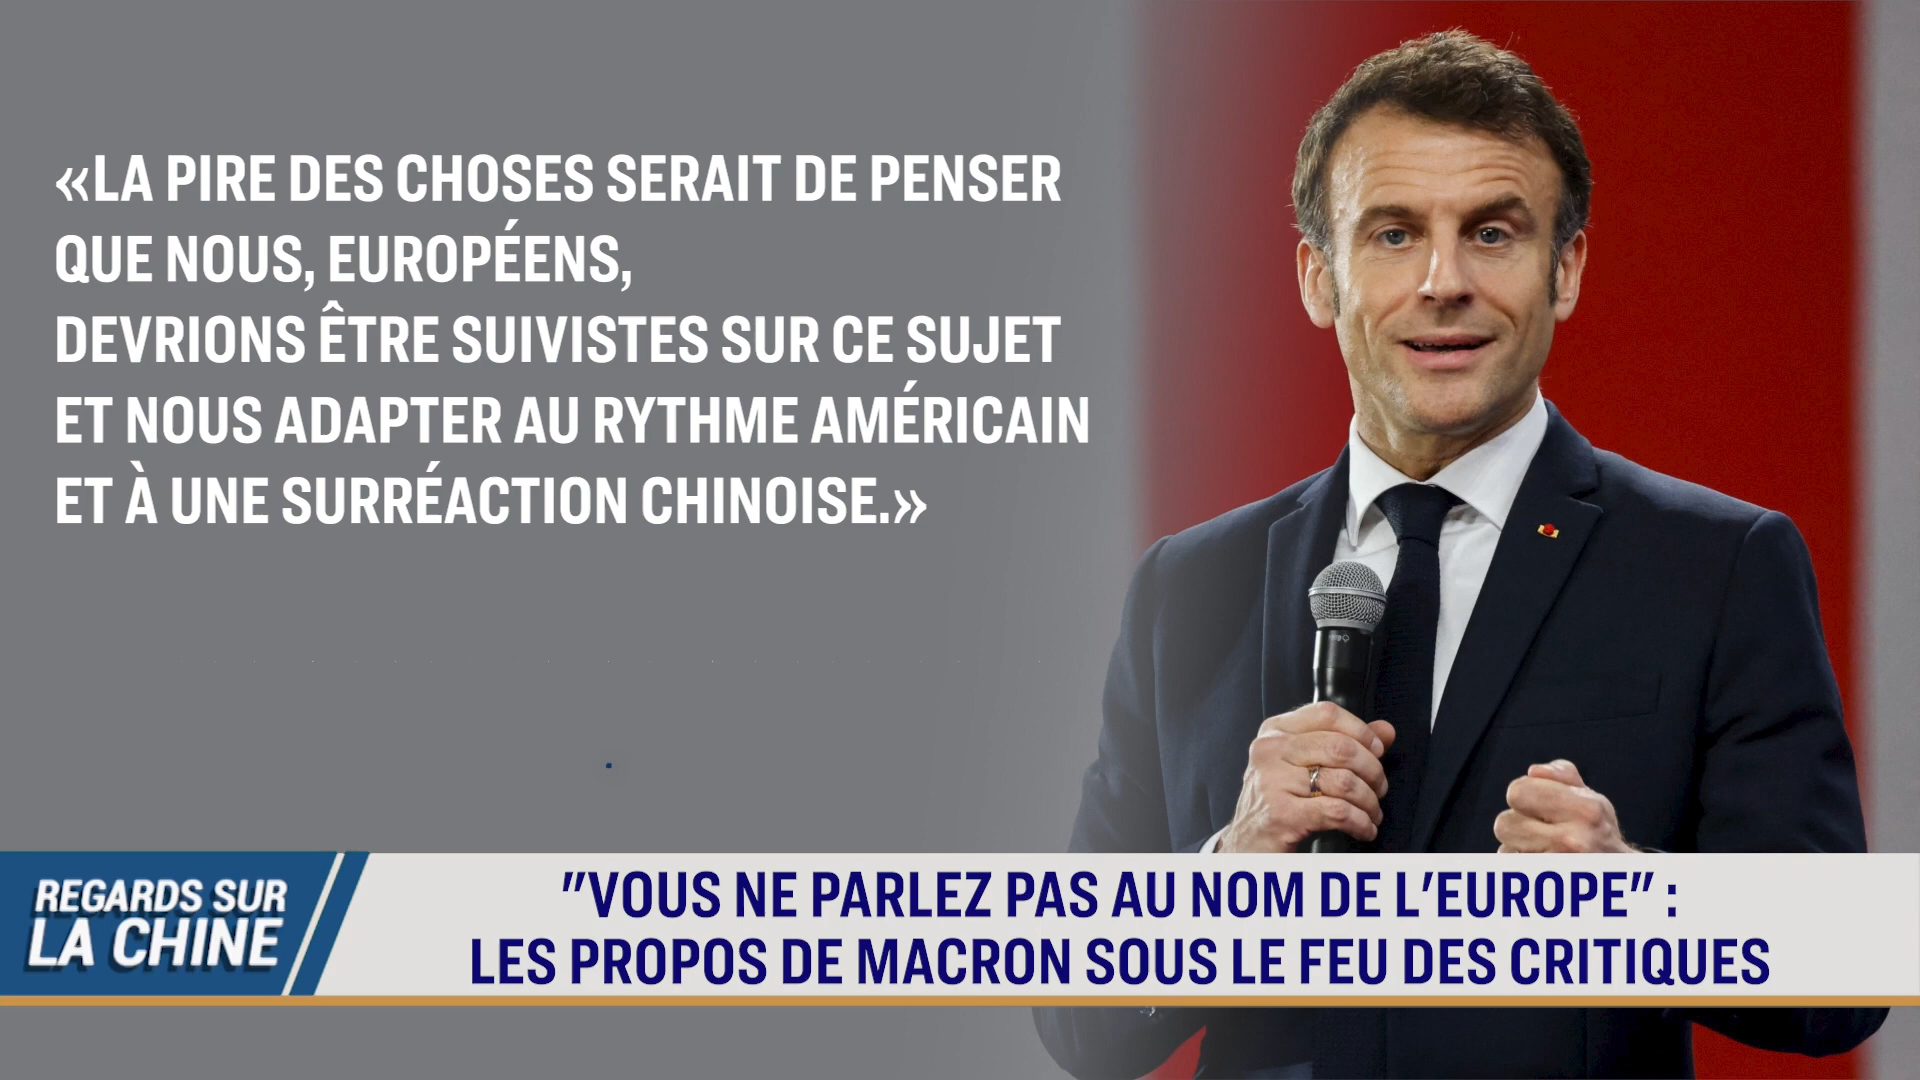 «LA PIRE DES CHOSES SERAIT DE PENSER
QUE NOUS, EUROPÉENS,
DEVRIONS ÊTRE SUIVISTES SUR CE SUJET
ET NOUS ADAPTER AU RYTHME AMÉRICAIN
ET À UNE SURRÉACTION CHINOISE.»
REGARDS SUR
LA CHINE
"VOUS NE PARLEZ PAS AU NOM DE L'EUROPE" :
LES PROPOS DE MACRON SOUS LE FEU DES CRITIQUES